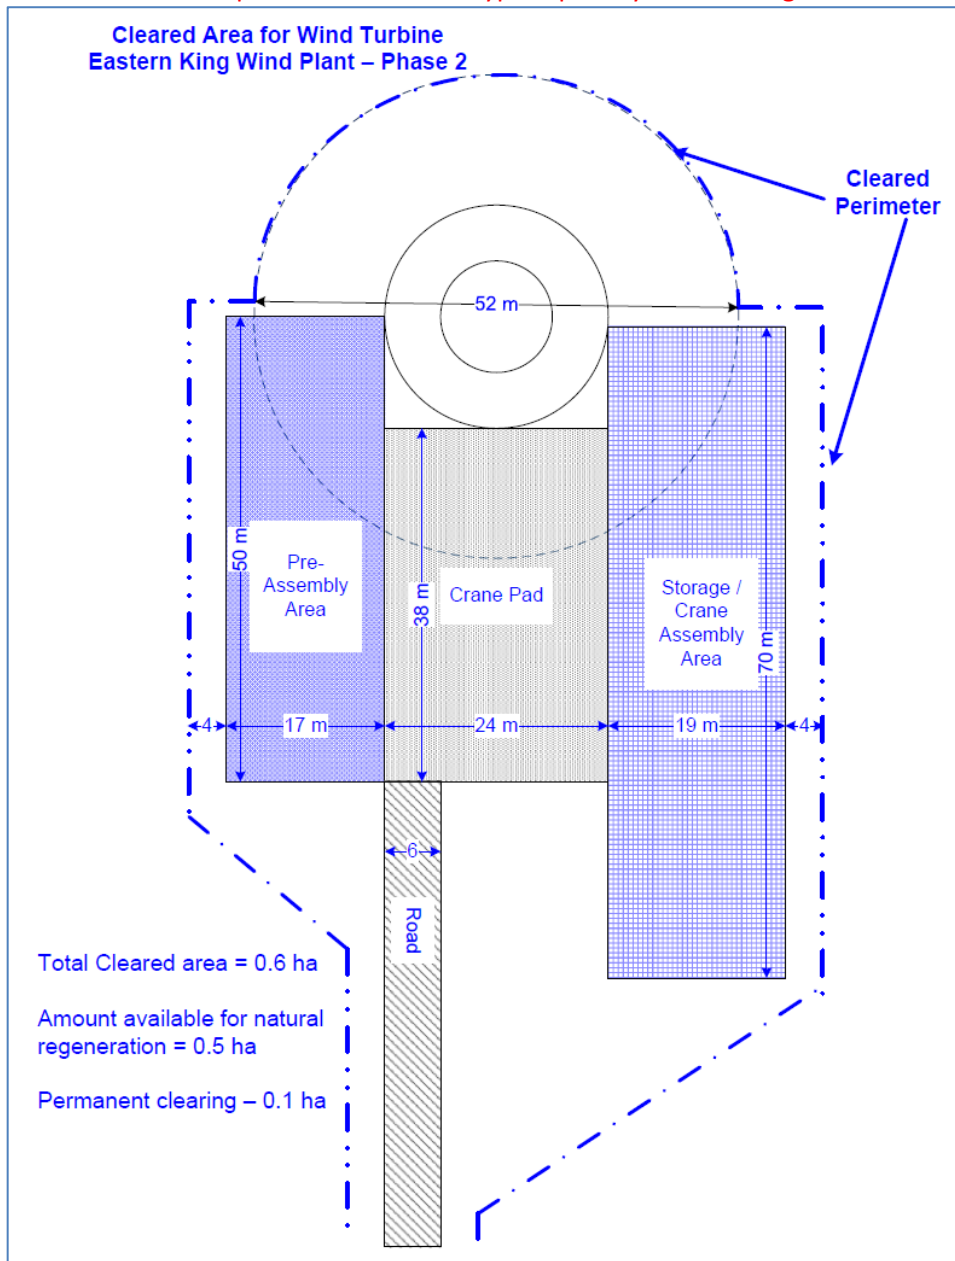 Cleared Area for Wind Turbine
Eastern King Wind Plant – Phase 2
Cleared
Perimeter
52 m
50 m
Pre-
Assembly
Area
38 m
Crane Pad
Storage /
Crane
Assembly
Area
70 m
4
17 m
24 m
19 m
4
6
Road
Total Cleared area = 0.6 ha
Amount available for natural
regeneration = 0.5 ha
Permanent clearing – 0.1 ha